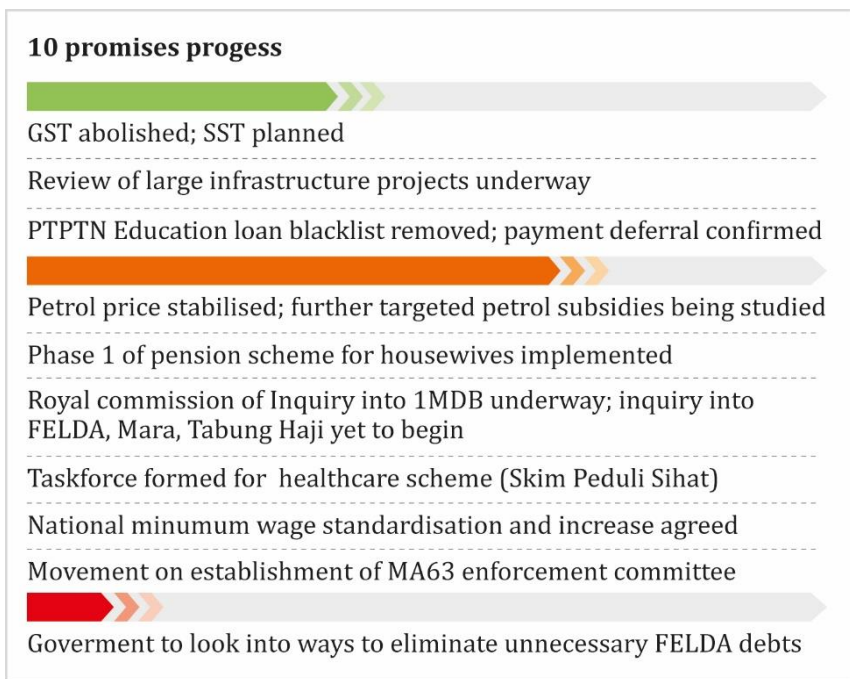 10 promises progess
GST abolished; SST planned
Review of large infrastructure projects underway
PTPTN Education loan blacklist removed; payment deferral confirmed
Petrol price stabilised; further targeted petrol subsidies being studied
Phase 1 of pension scheme for housewives implemented
Royal commission of Inquiry into 1MDB underway; inquiry into
FELDA, Mara, Tabung Haji yet to begin
Taskforce formed for healthcare scheme (Skim Peduli Sihat)
National minumum wage standardisation and increase agreed
Movement on establishment of MA63 enforcement committee
Goverment to look into ways to eliminate unnecessary FELDA debts